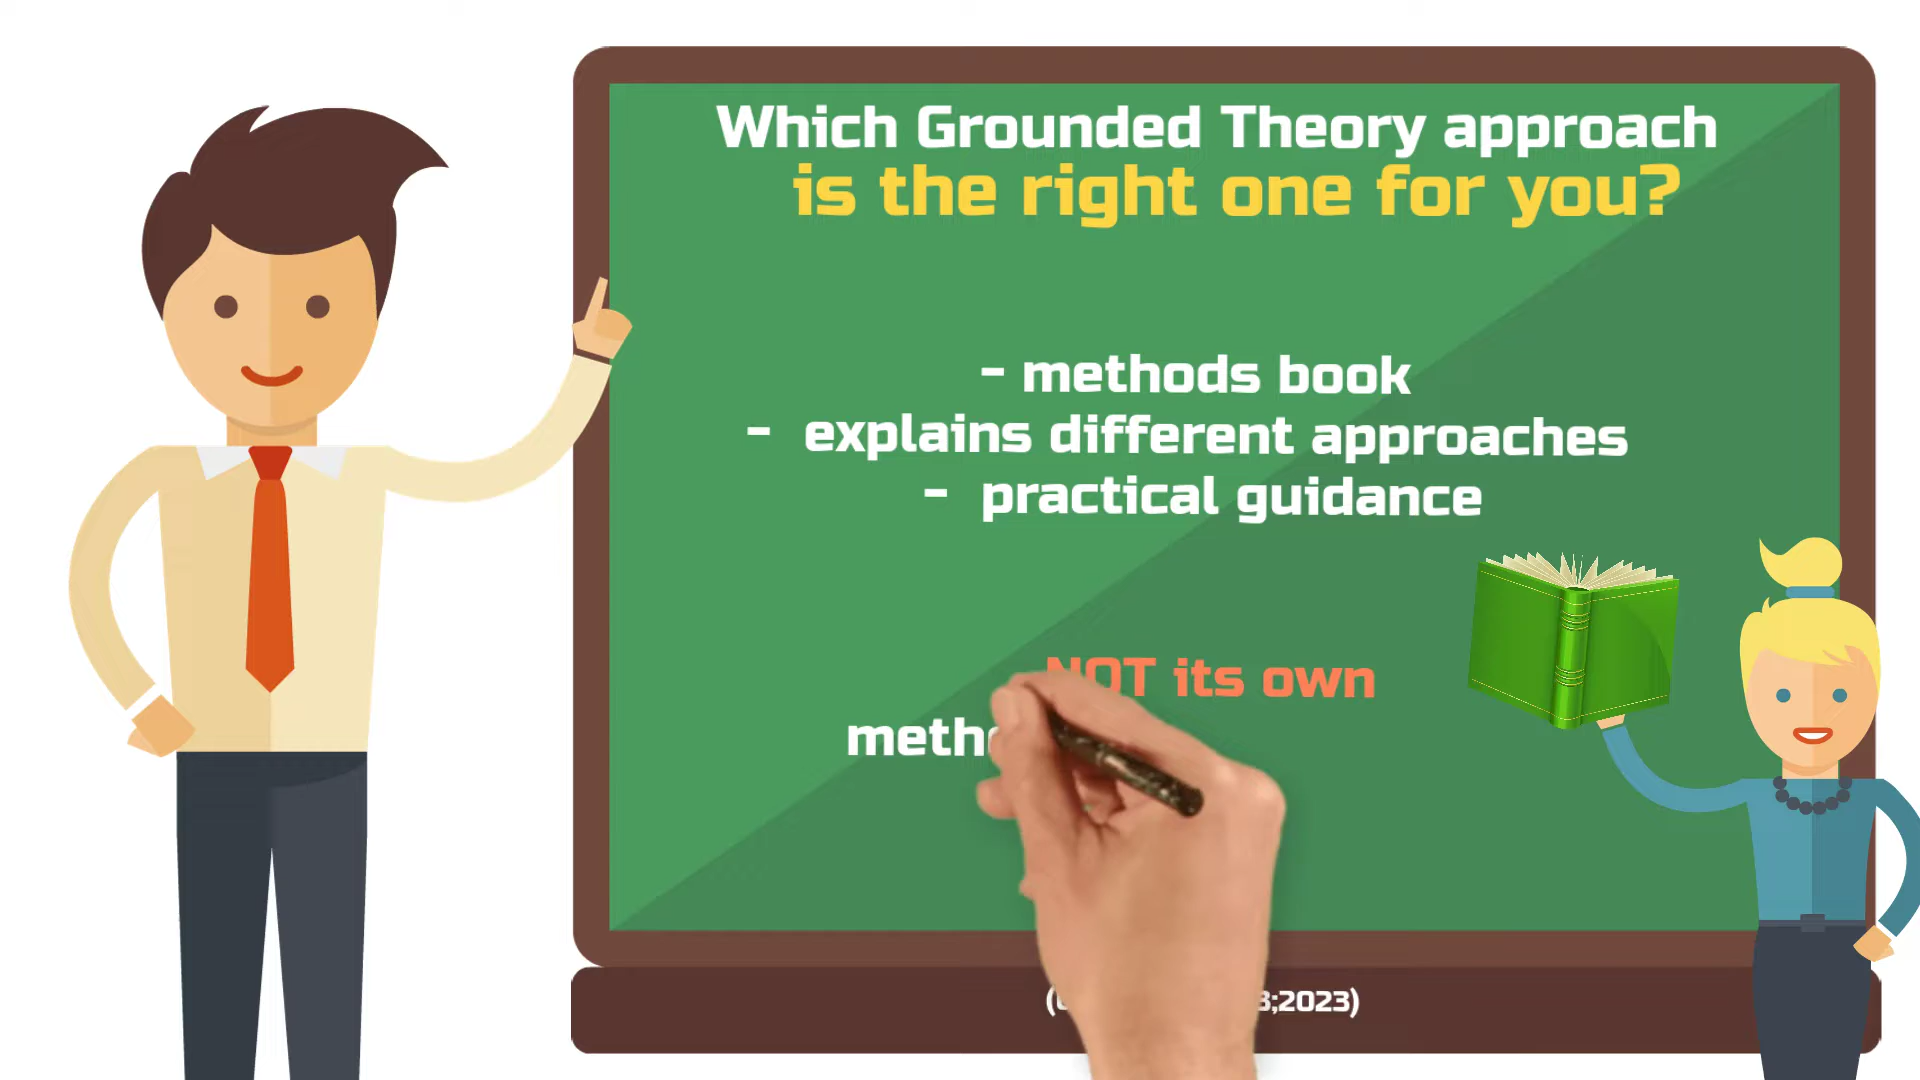 Which Grounded Theory approach
is the right one for you?
- methods book
- explains different approaches
- practical guidance
NOT its own
;2023)